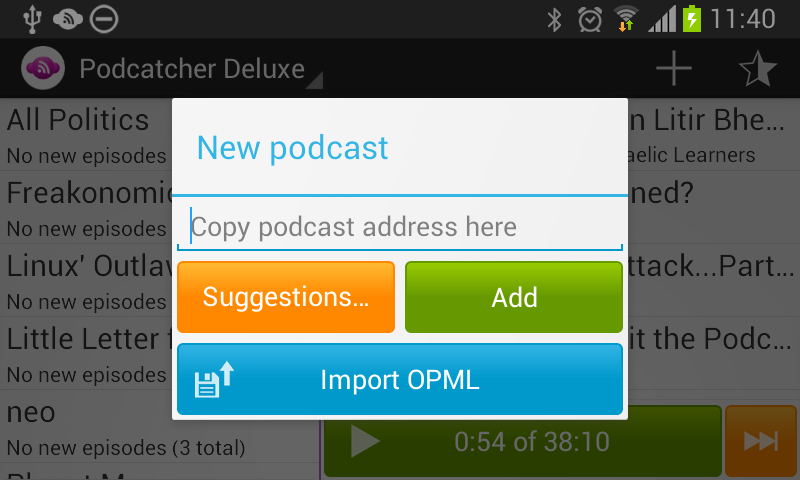 11:40
Podcatcher Deluxe
All Politics
No new episodes
Freakonomic
No new episodes
Linux' Outlaw
No new episodes
Little Letter f
No new episodes
neo
No new episodes (3 total)
Planet M
n Litir Bhe...
aelic Learners
ned?
ttack...Part...
it the Podc...
New podcast
Copy podcast address here
Suggestions...
Add
Import OPML
0:54 of 38:10